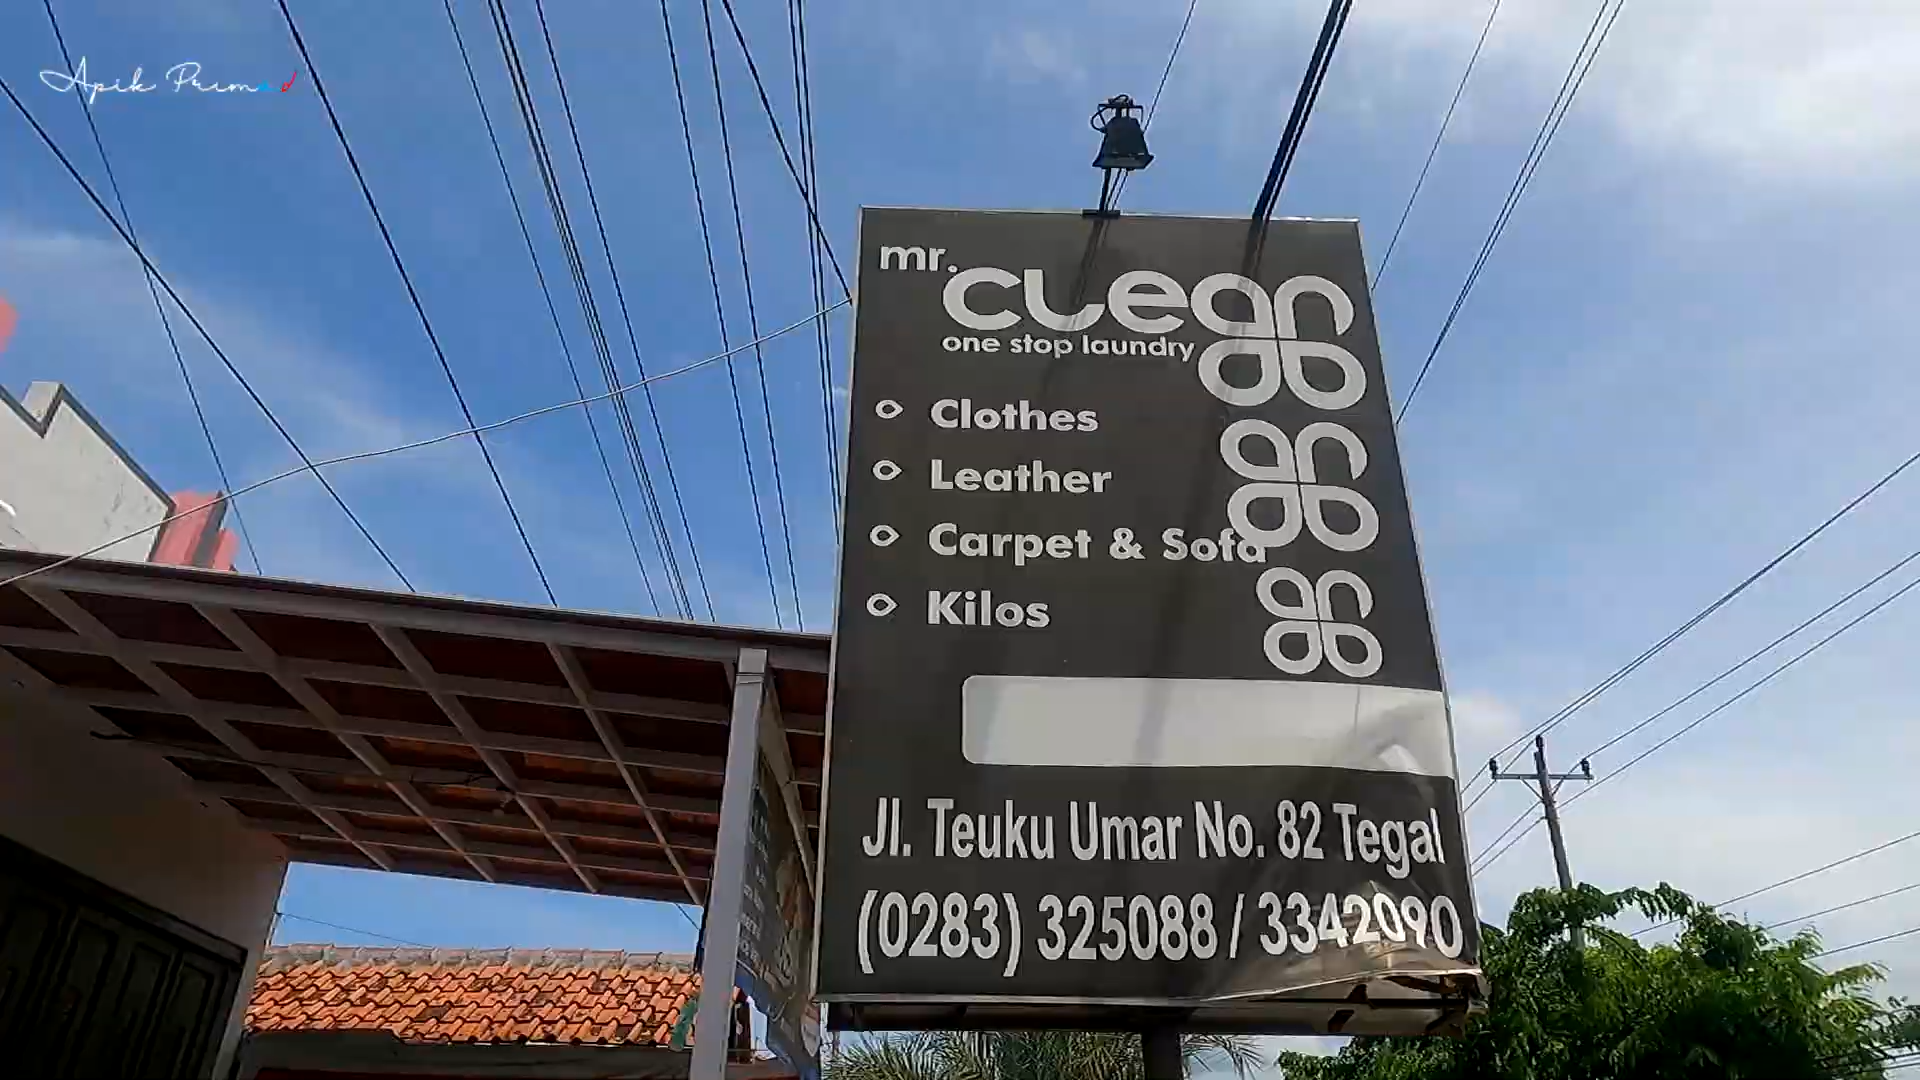 Apik Primad
mr.
clean
one stop laundry
Clothes
Leather
Carpet & Sofa
Kilos
Jl. Teuku Umar No. 82 Tegal
(0283) 325088 / 3342090